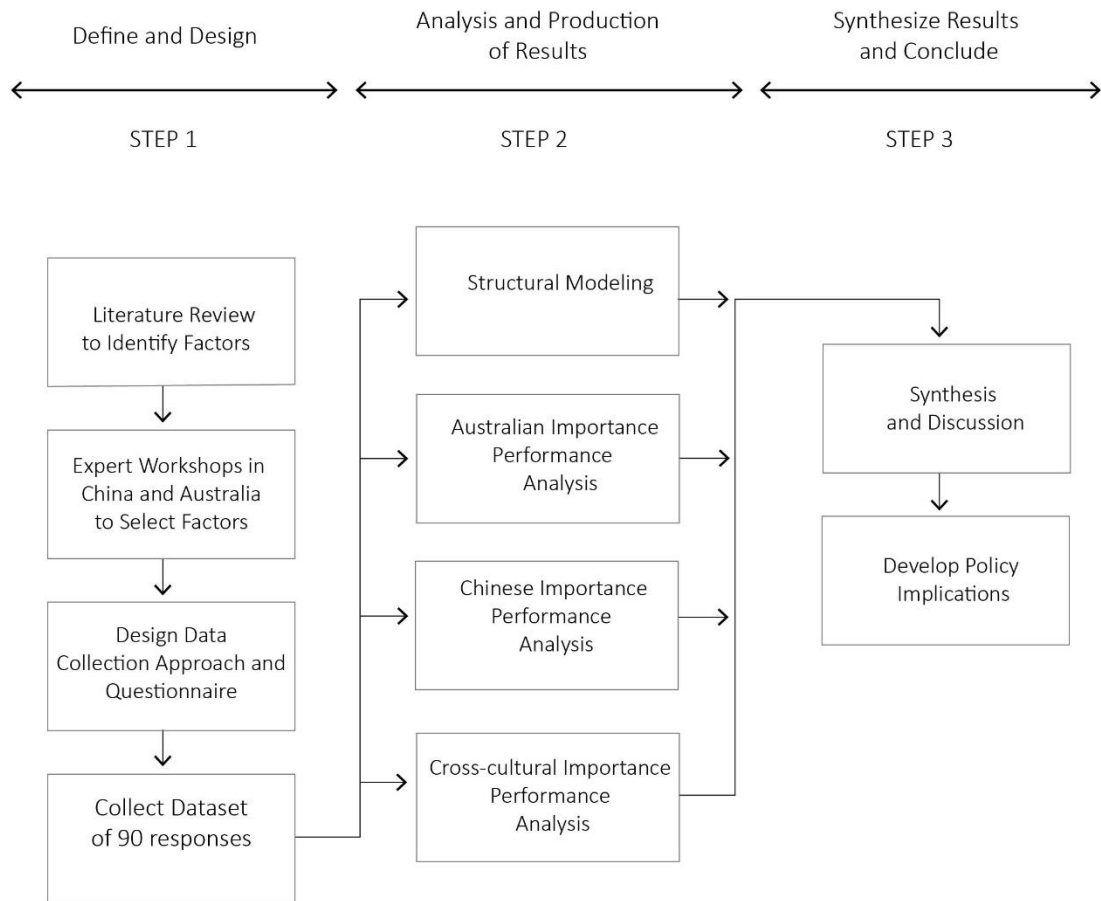 Define and Design
Analysis and Production
of Results
Synthesize Results
and Conclude
STEP 1
STEP 2
STEP 3
Literature Review
to Identify Factors
Expert Workshops in
China and Australia
to Select Factors
Design Data
Collection Approach and
Questionnaire
Collect Dataset
of 90 responses
Structural Modeling
Australian Importance
Performance
Analysis
Chinese Importance
Performance
Analysis
Cross-cultural Importance
Performance
Analysis
Synthesis
and Discussion
Develop Policy
Implications